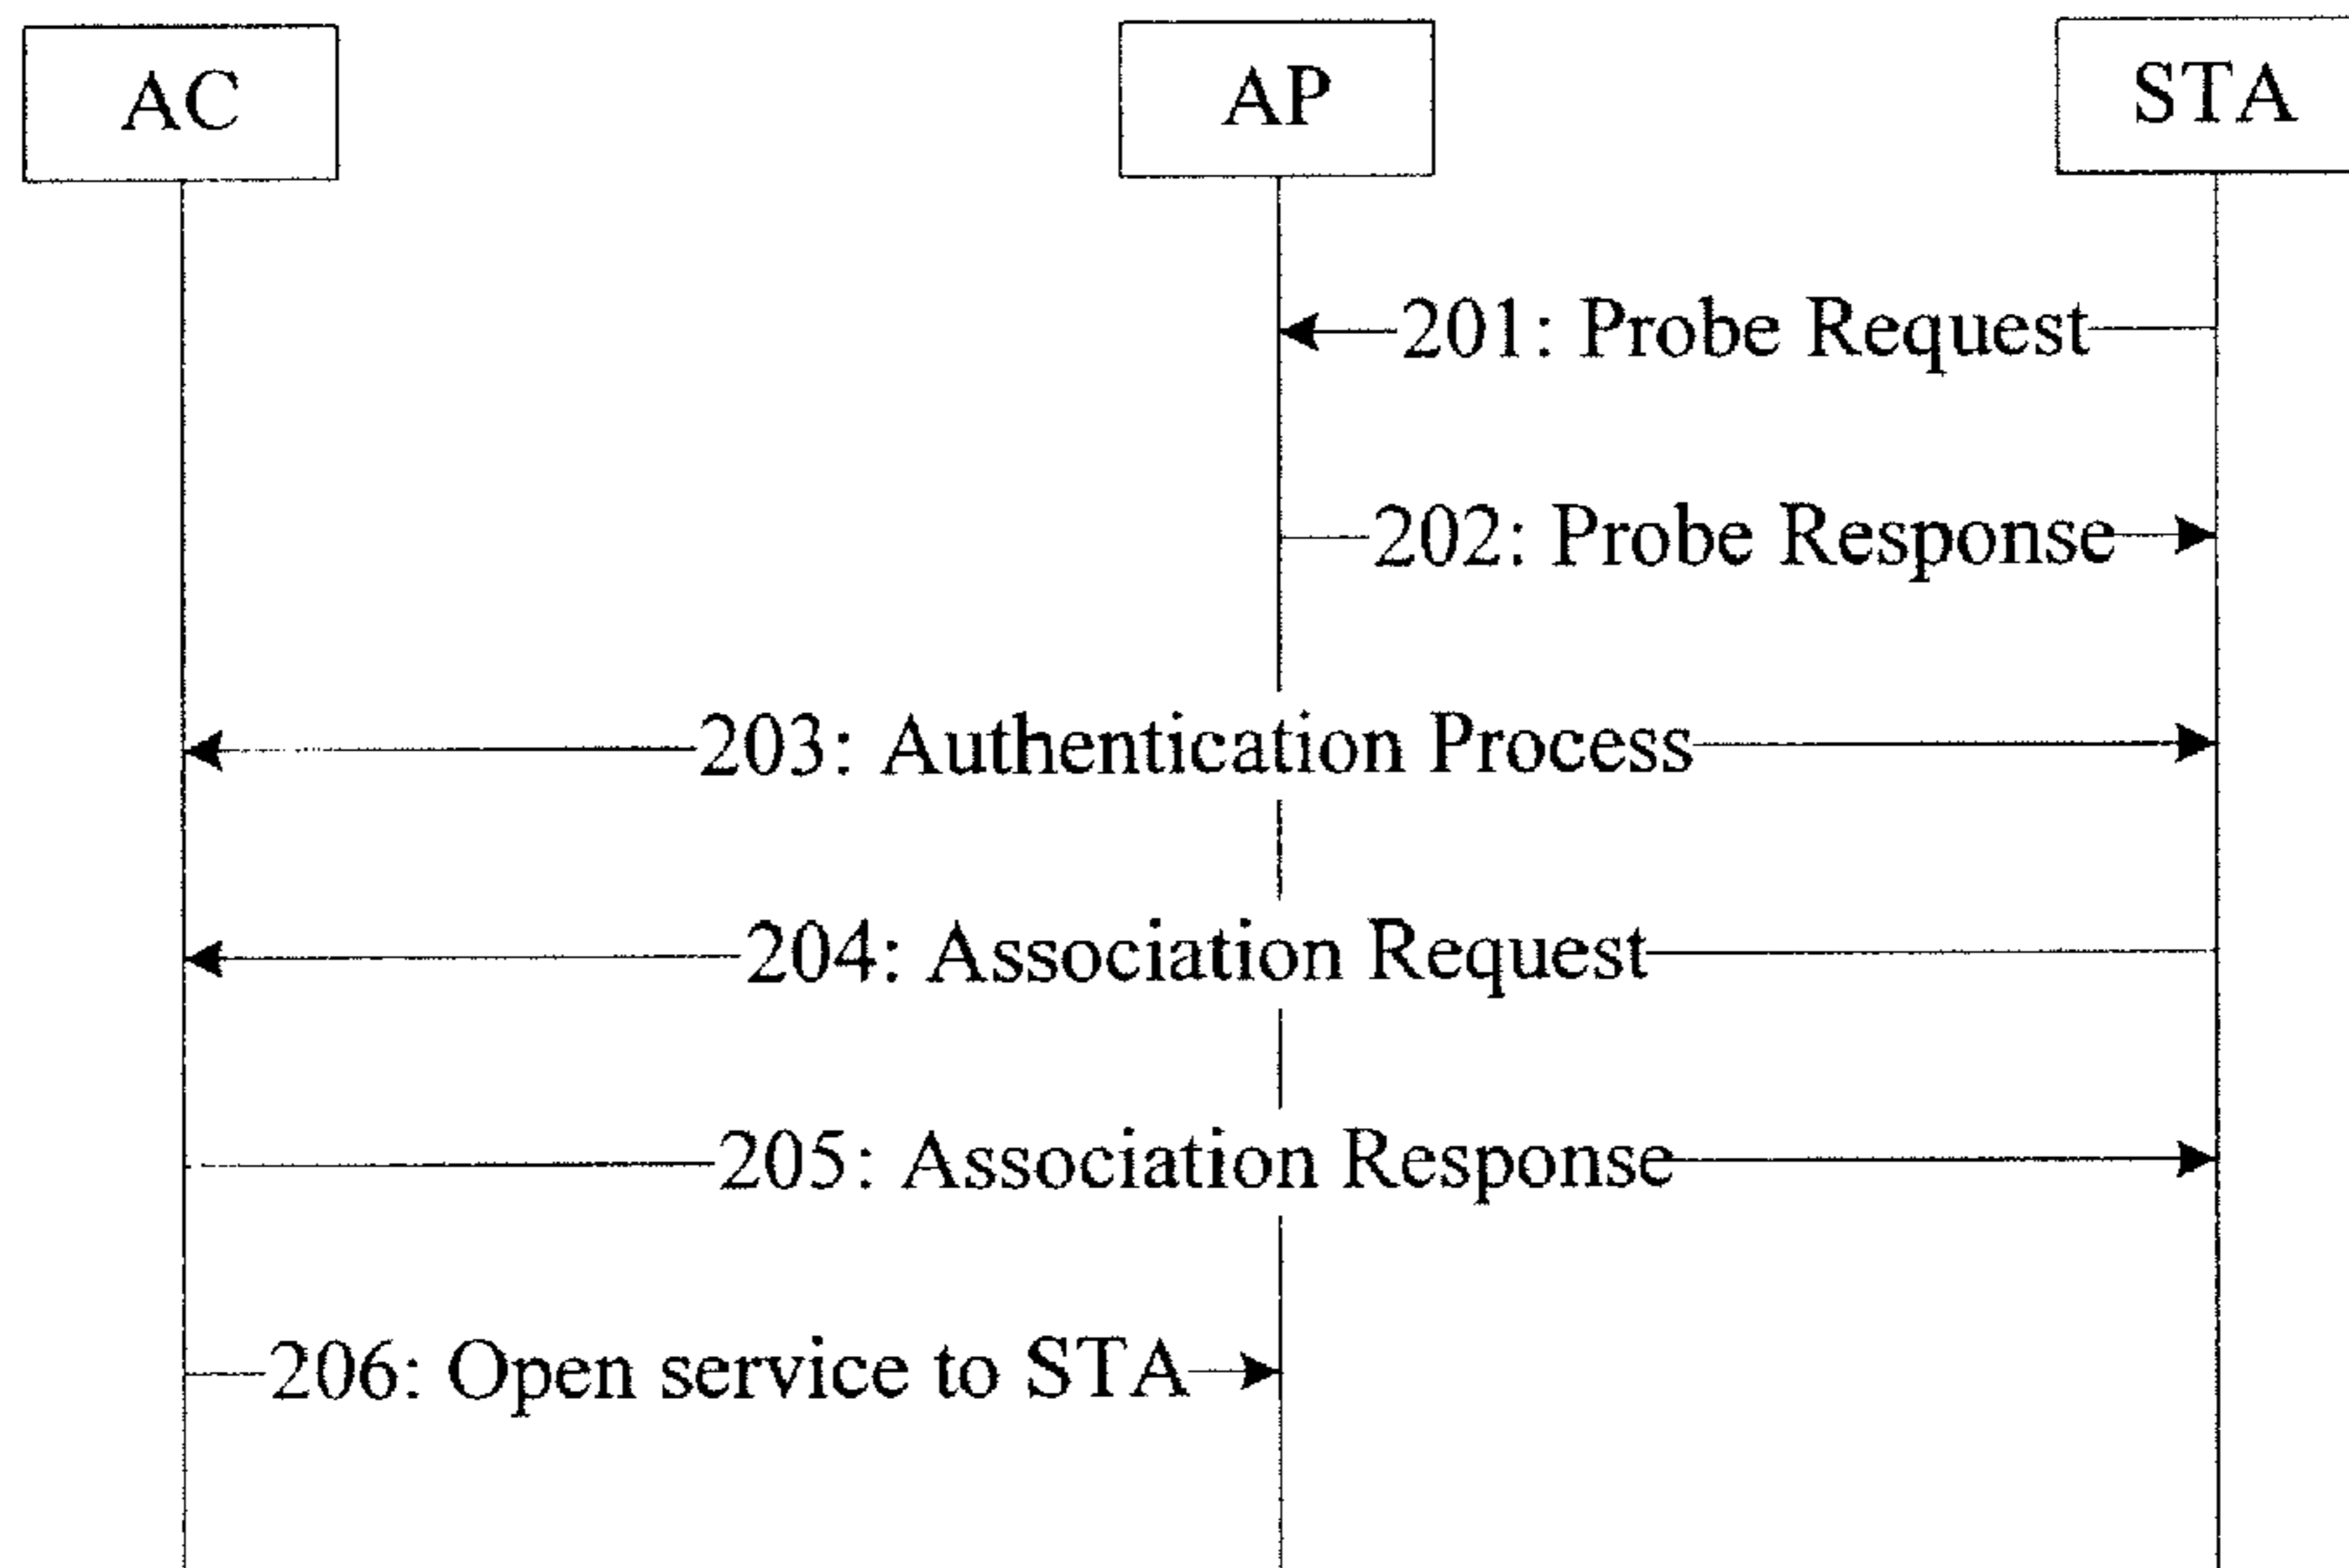 AC
AP
STA
201: Probe Request
202: Probe Response
203: Authentication Process
204: Association Request
205: Association Response
206: Open service to STA